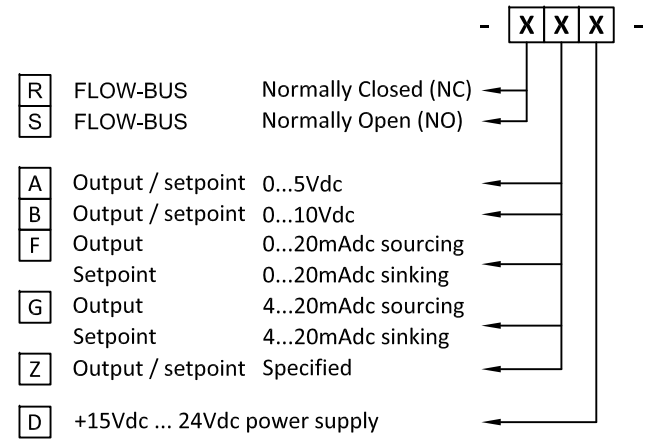 - X X X -
R FLOW-BUS Normally Closed (NC)
S FLOW-BUS Normally Open (NO)
A Output / setpoint 0...5Vdc
B Output / setpoint 0...10Vdc
F Output 0...20mAdc sourcing
Setpoint 0...20mAdc sinking
G Output 4...20mAdc sourcing
Setpoint 4...20mAdc sinking
Z Output / setpoint Specified
D +15Vdc ... 24Vdc power supply